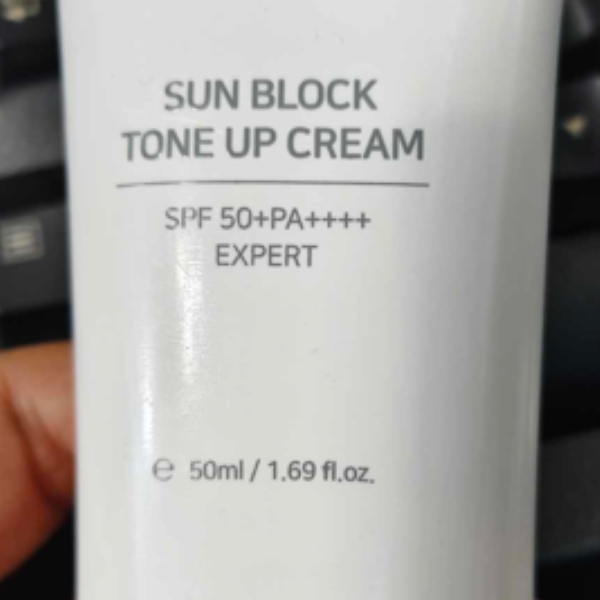 SUN BLOCK
TONE UP CREAM
SPF 50+PA++++
EXPERT
℮ 50ml / 1.69 fl.oz.